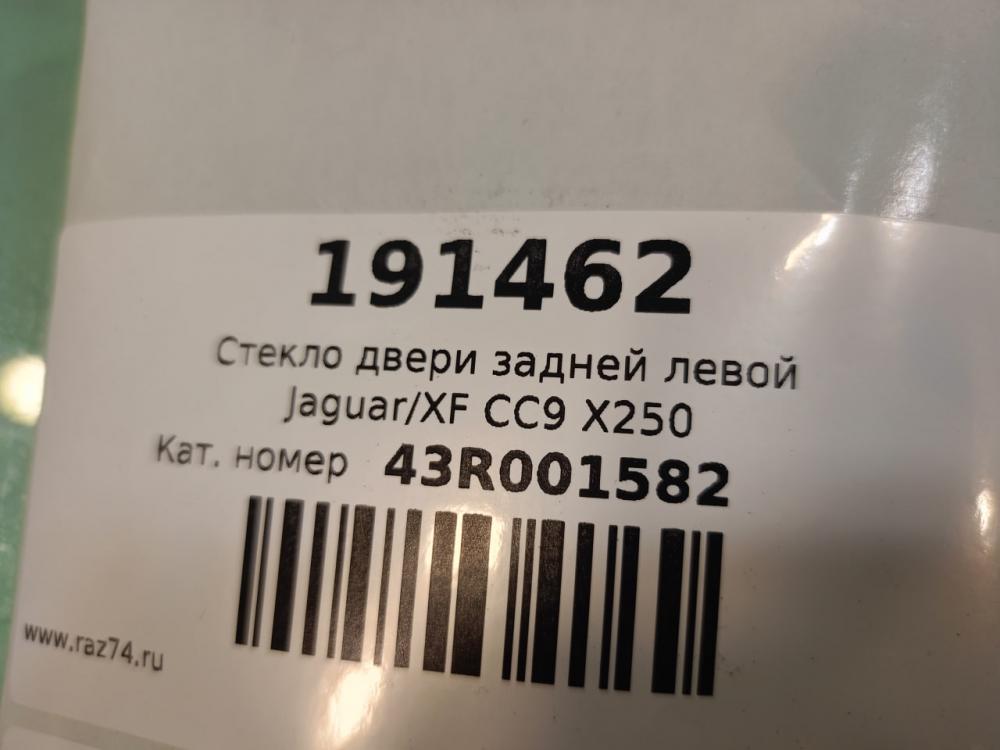 191462
Стекло двери задней левой
Jaguar/XF CC9 X250
Кат. номер 43R001582
www.raz74.ru